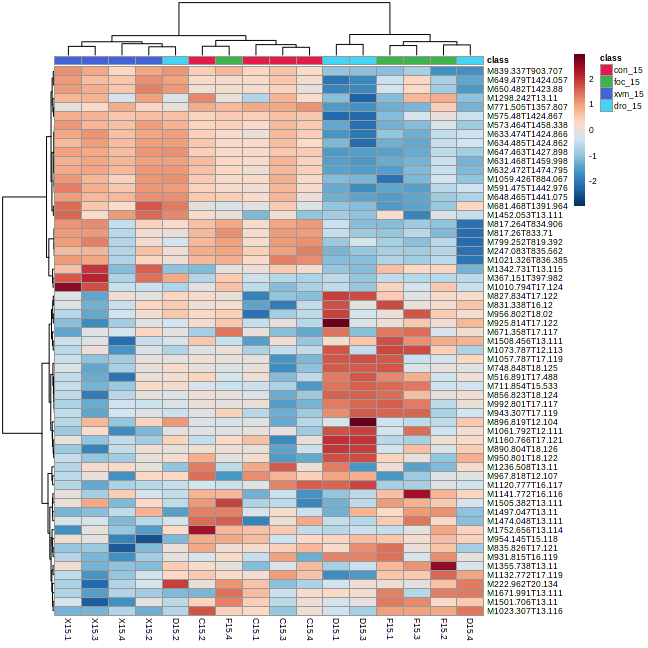 class
M839.337T903.707
M649.479T1424.057
M650.482T1423.88
M1298.242T13.11
M771.505T1357.807
M575.48T1424.867
M573.464T1458.338
M633.474T1424.866
M634.485T1424.862
M647.463T1427.898
M631.468T1459.998
M632.472T1474.795
M1059.426T884.067
M591.475T1442.976
M648.465T1441.075
M681.468T1391.964
M1452.053T13.111
M817.264T834.906
M817.26T833.71
M799.252T819.392
M247.083T835.562
M1021.326T836.385
M1342.731T13.115
M367.151T397.982
M1010.794T17.124
M827.834T17.122
M831.338T16.12
M956.802T18.02
M925.814T17.122
M671.358T17.117
M1508.456T13.111
M1073.787T12.113
M1057.787T17.119
M748.848T18.125
M516.891T17.488
M711.854T15.533
M856.823T18.124
M992.801T17.117
M943.307T17.119
M896.819T12.104
M1061.792T12.111
M1160.766T17.121
M890.804T18.126
M950.801T18.122
M1236.508T13.11
M967.818T12.107
M1120.777T16.117
M1141.772T16.116
M1505.382T13.111
M1497.047T13.11
M1474.048T13.111
M1752.656T13.114
M954.145T15.118
M835.826T17.121
M931.815T16.119
M1355.738T13.11
M1132.772T17.119
M222.962T20.134
M1671.991T13.111
M1501.706T13.11
M1023.307T13.116
X15.1
X15.3
X15.4
X15.2
D15.2
C15.2
F15.4
C15.1
C15.3
C15.4
D15.1
D15.3
F15.1
F15.3
F15.2
D15.4
2
1
0
-1
-2
class
con_15
foc_15
xvm_15
dro_15